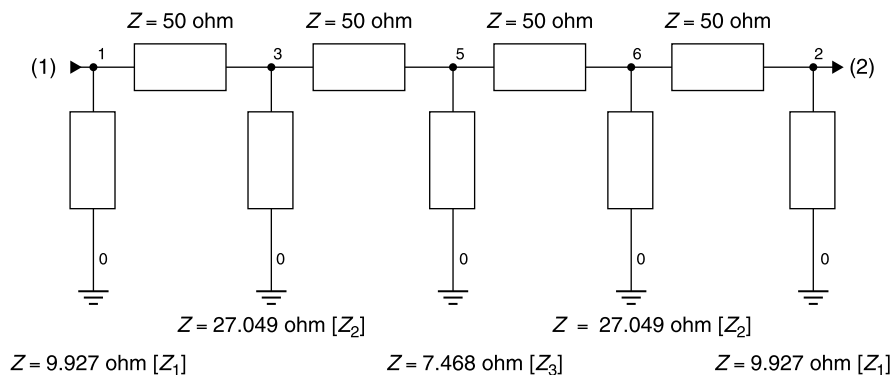 Z = 50 ohm Z = 50 ohm Z = 50 ohm Z = 50 ohm
(1) 1 3 5 6 2 (2)
0 0 0 0 0
Z = 27.049 ohm [Z2] Z = 27.049 ohm [Z2]
Z = 9.927 ohm [Z1] Z = 7.468 ohm [Z3] Z = 9.927 ohm [Z1]